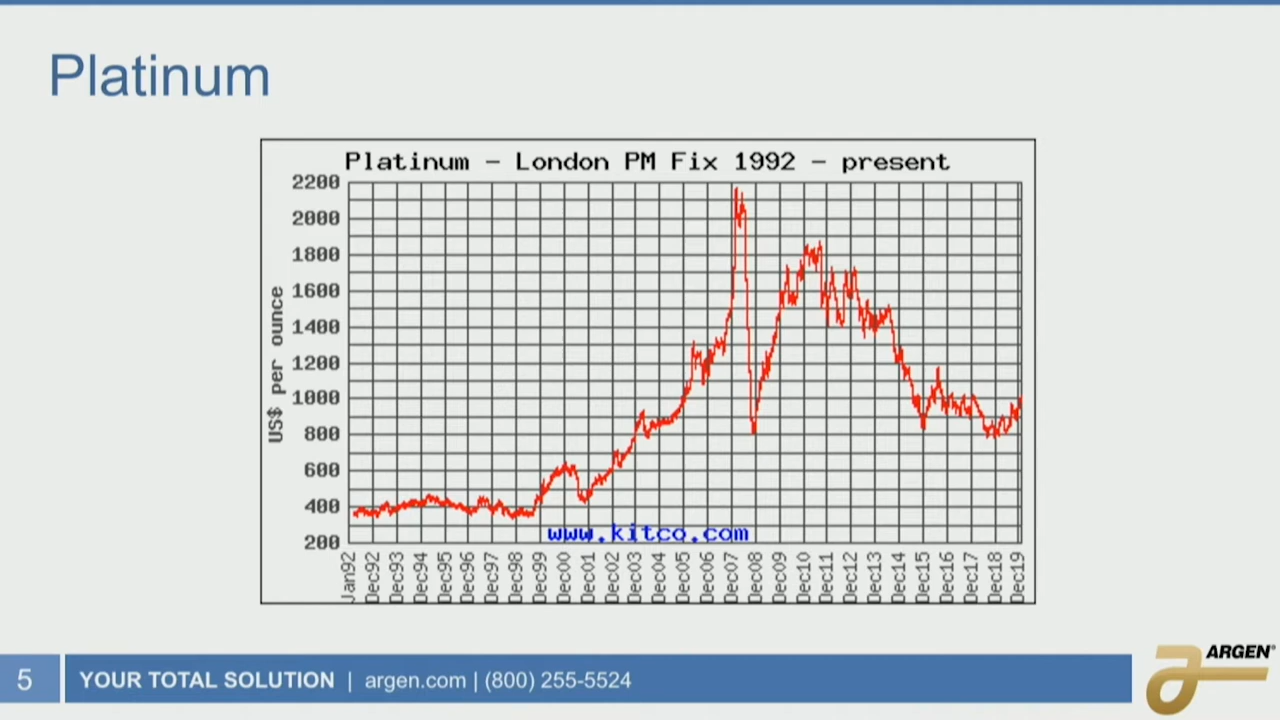 Platinum
Platinum - London PM Fix 1992 - present
US$ per ounce
2200
2000
1800
1600
1400
1200
1000
800
600
400
200
www.kitco.com
Jan92
Dec92
Dec93
Dec94
Dec95
Dec96
Dec97
Dec98
Dec99
Dec00
Dec01
Dec02
Dec03
Dec04
Dec05
Dec06
Dec07
Dec08
Dec09
Dec10
Dec11
Dec12
Dec13
Dec14
Dec15
Dec16
Dec17
Dec18
Dec19
5
YOUR TOTAL SOLUTION | argen.com | (800) 255-5524
ARGEN®